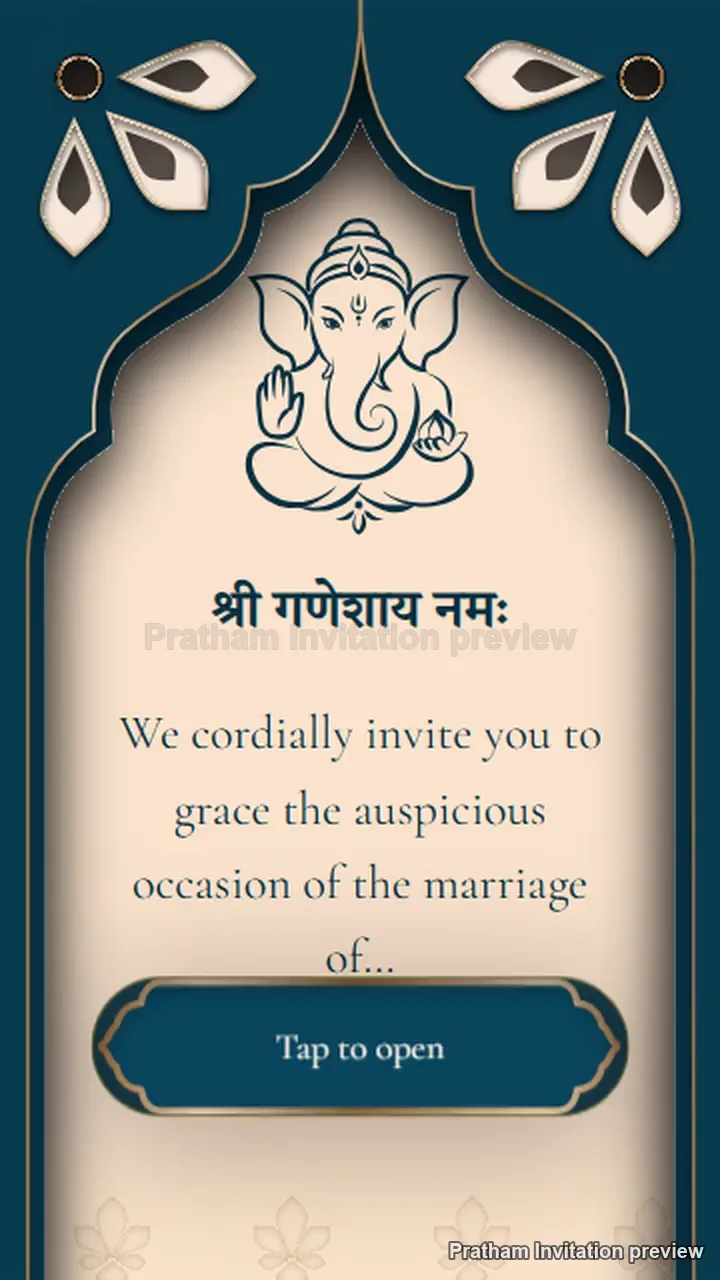 श्री गणेशाय नमः
Pratham Invitation preview
We cordially invite you to
grace the auspicious
occasion of the marriage
of...
Tap to open
Pratham Invitation preview